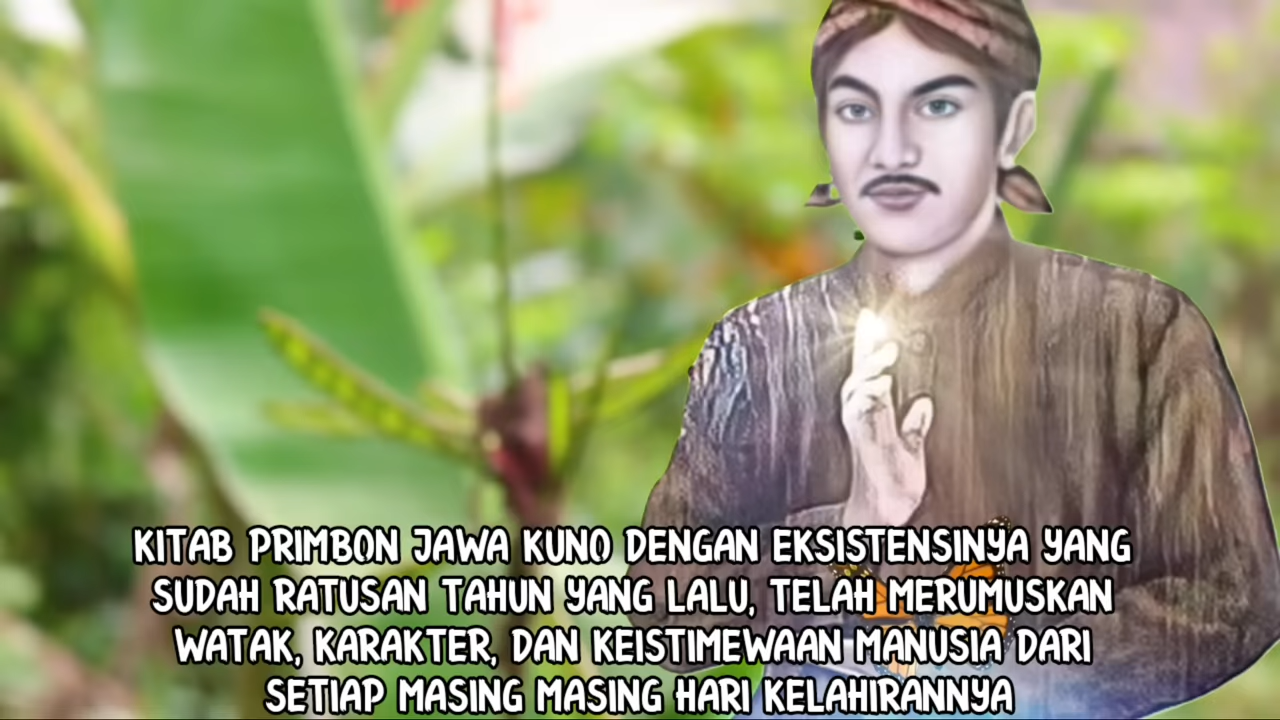 KITAB PRIMBON JAWA KUNO DENGAN EKSISTENSINYA YANG
SUDAH RATUSAN TAHUN YANG LALU, TELAH MERUMUSKAN
WATAK, KARAKTER, DAN KEISTIMEWAAN MANUSIA DARI
SETIAP MASING MASING HARI KELAHIRANNYA